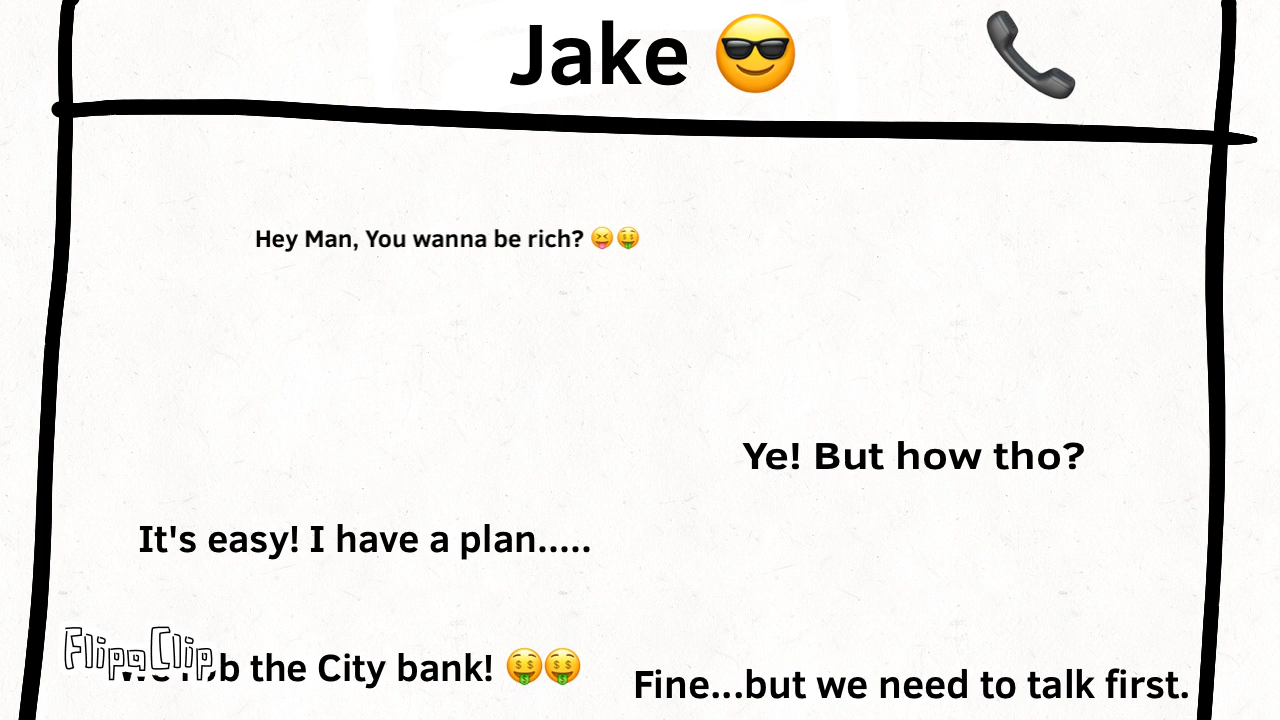 Jake 😎 📞
Hey Man, You wanna be rich? 😝🤑
Ye! But how tho?
It's easy! I have a plan.....
the City bank! 🤑🤑
Fine...but we need to talk first.
FlipaClip